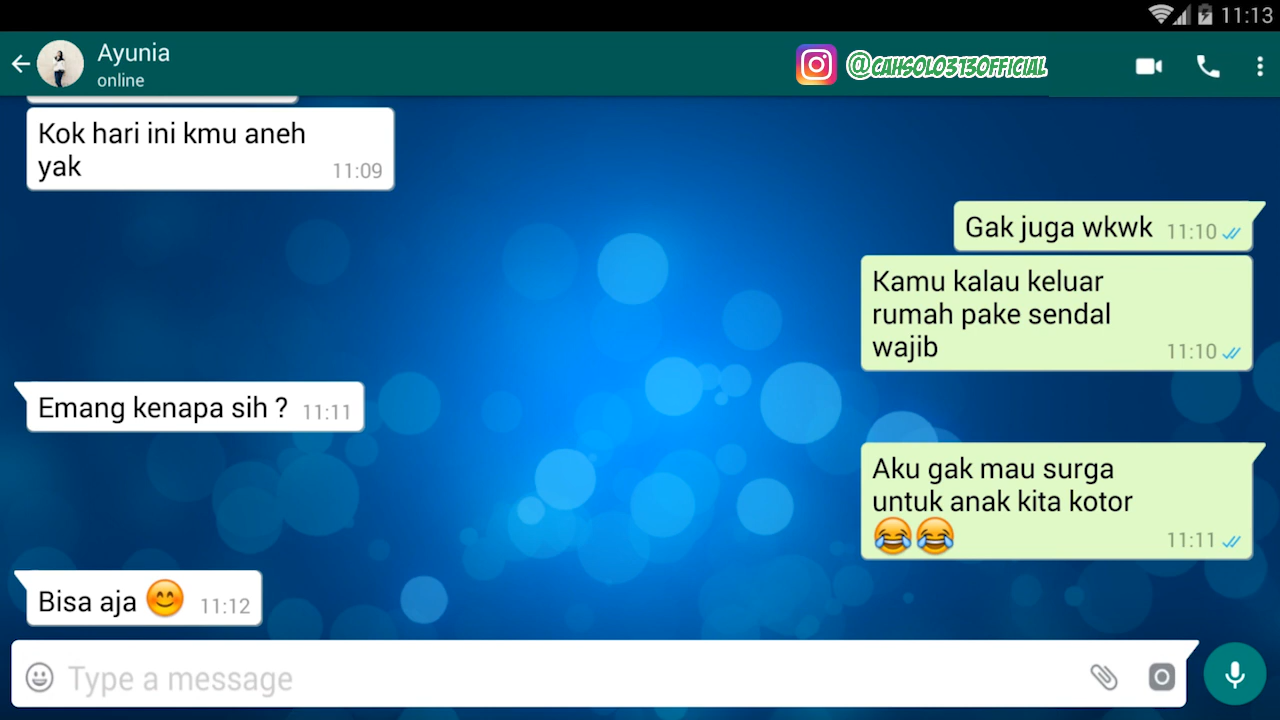 11:13
Ayunia
online
@CAHSOLO313OFFICIAL
Kok hari ini kmu aneh
yak
11:09
Gak juga wkwk 11:10
Kamu kalau keluar
rumah pake sendal
wajib
11:10
Emang kenapa sih ? 11:11
Aku gak mau surga
untuk anak kita kotor
😂😂 11:11
Bisa aja 😊 11:12
Type a message